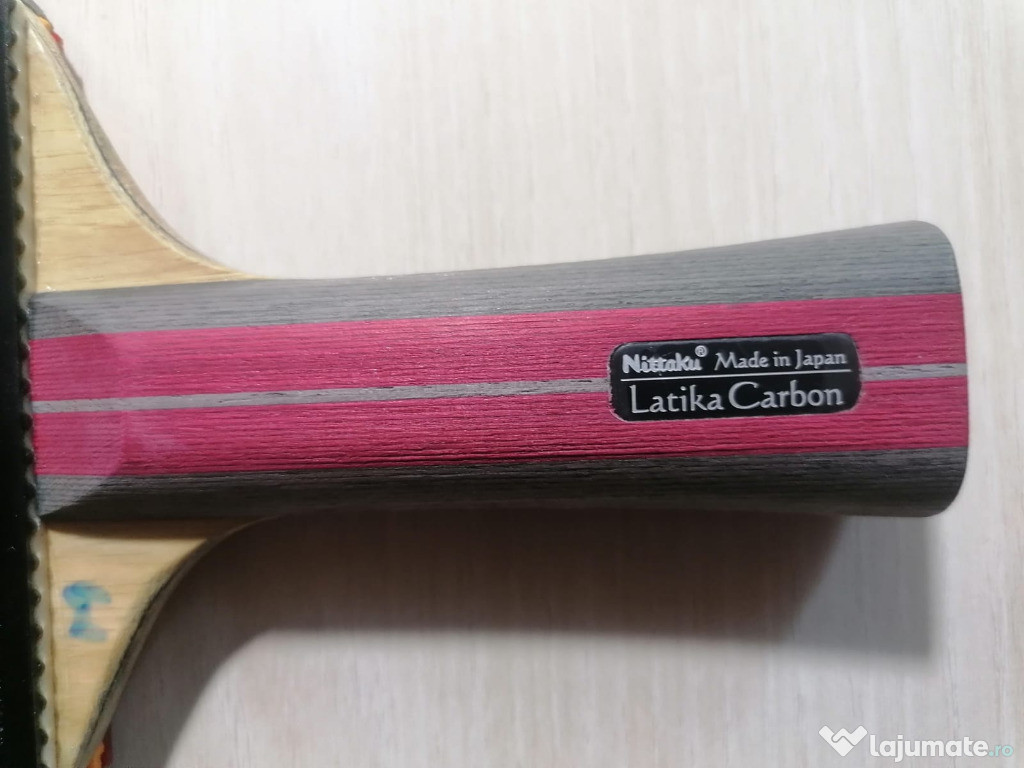 Nittaku® Made in Japan
Latika Carbon
lajumate.ro